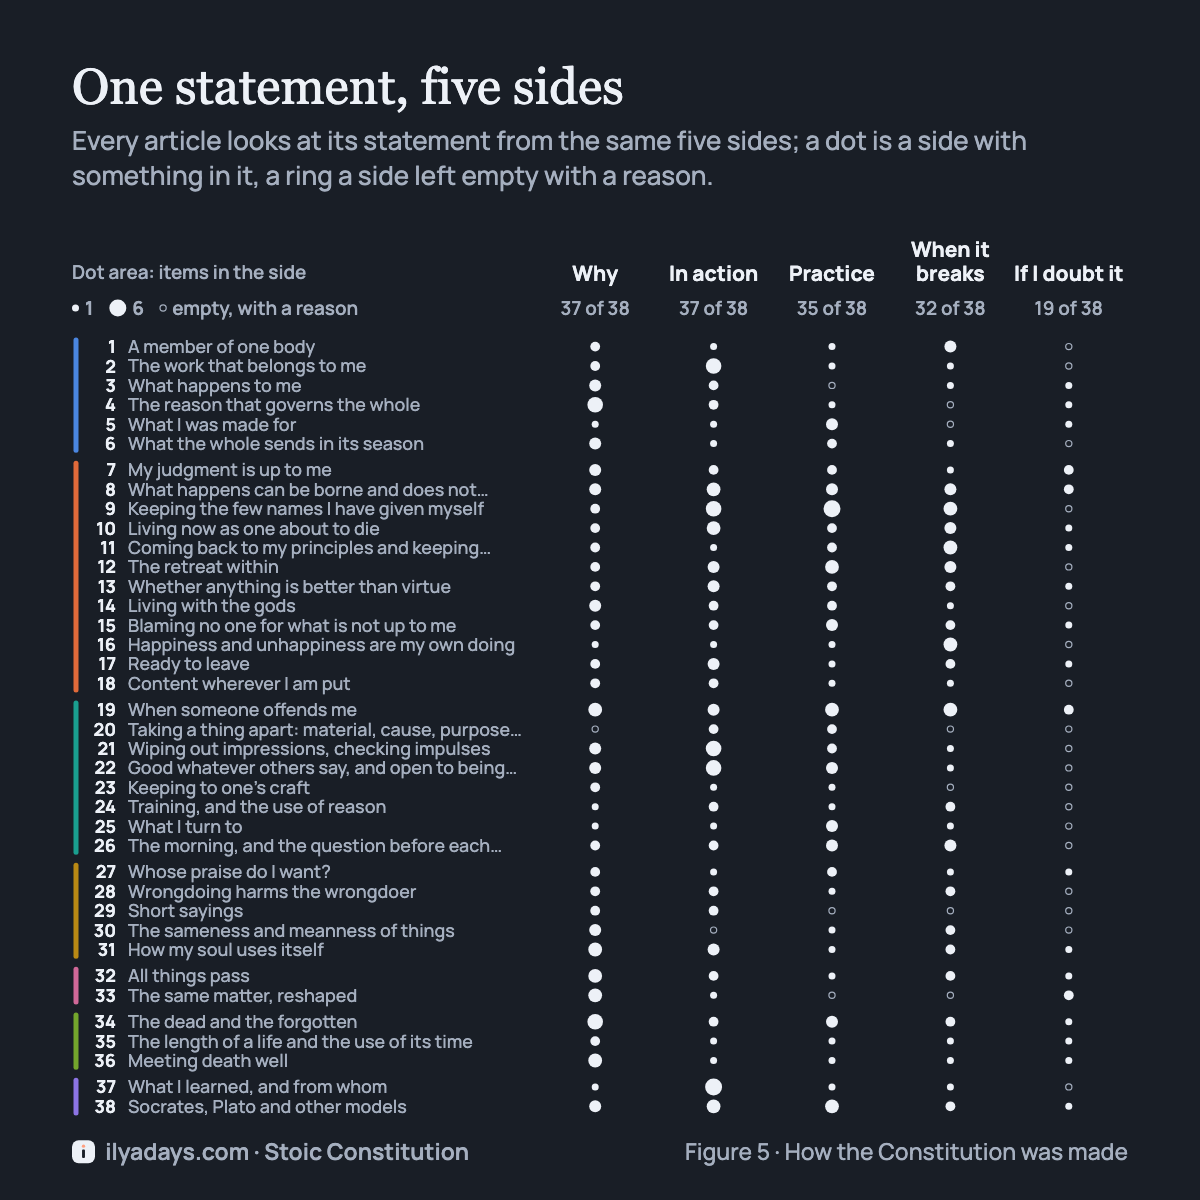 One statement, five sides
Every article looks at its statement from the same five sides; a dot is a side with
something in it, a ring a side left empty with a reason.
Dot area: items in the side
1 6 empty, with a reason
Why
In action
Practice
When it
breaks
If I doubt it
37 of 38
37 of 38
35 of 38
32 of 38
19 of 38
1 A member of one body
2 The work that belongs to me
3 What happens to me
4 The reason that governs the whole
5 What I was made for
6 What the whole sends in its season
7 My judgment is up to me
8 What happens can be borne and does not…
9 Keeping the few names I have given myself
10 Living now as one about to die
11 Coming back to my principles and keeping…
12 The retreat within
13 Whether anything is better than virtue
14 Living with the gods
15 Blaming no one for what is not up to me
16 Happiness and unhappiness are my own doing
17 Ready to leave
18 Content wherever I am put
19 When someone offends me
20 Taking a thing apart: material, cause, purpose…
21 Wiping out impressions, checking impulses
22 Good whatever others say, and open to being…
23 Keeping to one’s craft
24 Training, and the use of reason
25 What I turn to
26 The morning, and the question before each…
27 Whose praise do I want?
28 Wrongdoing harms the wrongdoer
29 Short sayings
30 The sameness and meanness of things
31 How my soul uses itself
32 All things pass
33 The same matter, reshaped
34 The dead and the forgotten
35 The length of a life and the use of its time
36 Meeting death well
37 What I learned, and from whom
38 Socrates, Plato and other models
i ilyadays.com · Stoic Constitution
Figure 5 · How the Constitution was made